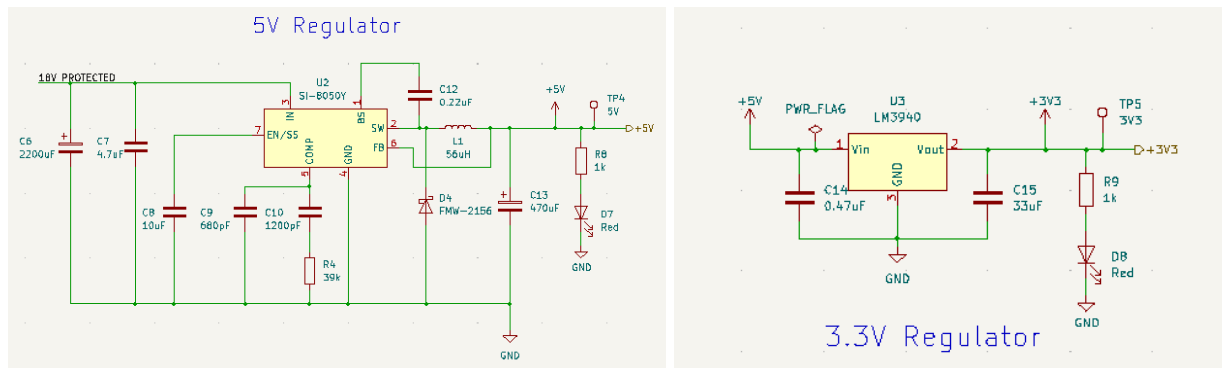 5V Regulator
18V PROTECTED
U2
SI-8050Y
C12
0.22uF
+5V
TP4
5V
3
IN
1
BS
SW
2
+5V
C6
2200uF
C7
4.7uF
7
EN/SS
COMP
GND
FB
6
L1
56uH
R8
1k
5
4
C8
10uF
C9
680pF
C10
1200pF
D4
FMW-2156
C13
470uF
D7
Red
R4
39k
GND
GND
+5V
PWR_FLAG
U3
LM3940
+3V3
TP5
3V3
1
Vin
Vout
2
+3V3
GND
3
C14
0.47uF
C15
33uF
R9
1k
GND
D8
Red
GND
3.3V Regulator